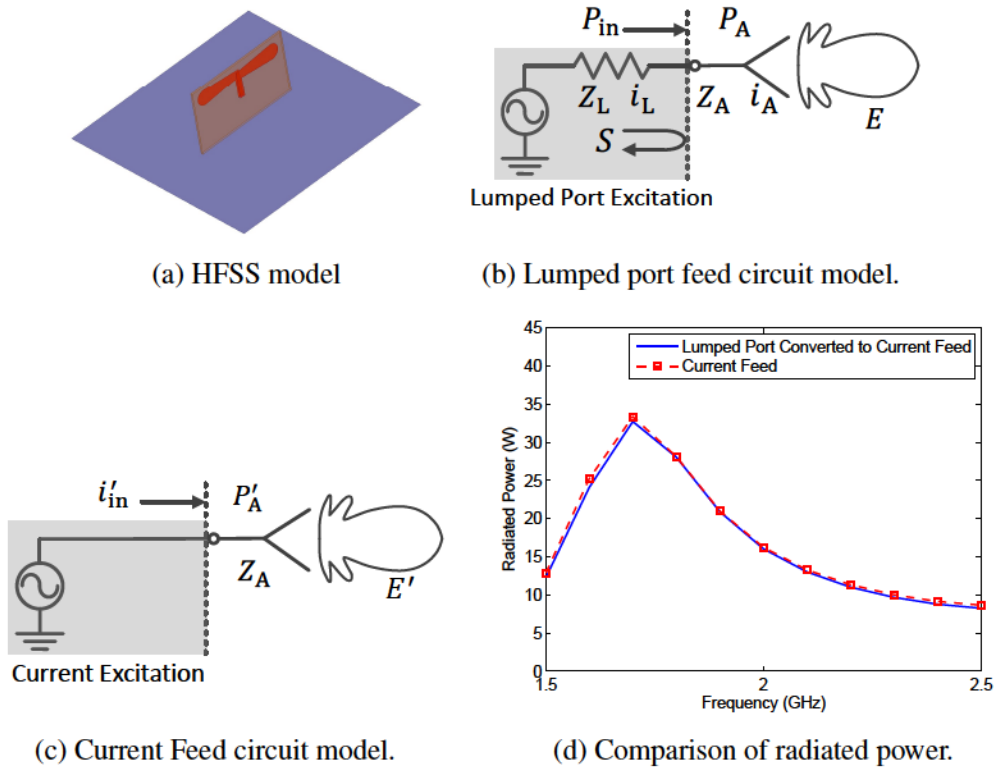 P_in
P_A
Z_L i_L Z_A i_A
E
S
Lumped Port Excitation
(a) HFSS model
(b) Lumped port feed circuit model.
i′_in
P′_A
Z_A
E′
Current Excitation
(c) Current Feed circuit model.
45
40
35
30
25
20
15
10
5
0
Radiated Power (W)
Lumped Port Converted to Current Feed
Current Feed
1.5 2 2.5
Frequency (GHz)
(d) Comparison of radiated power.